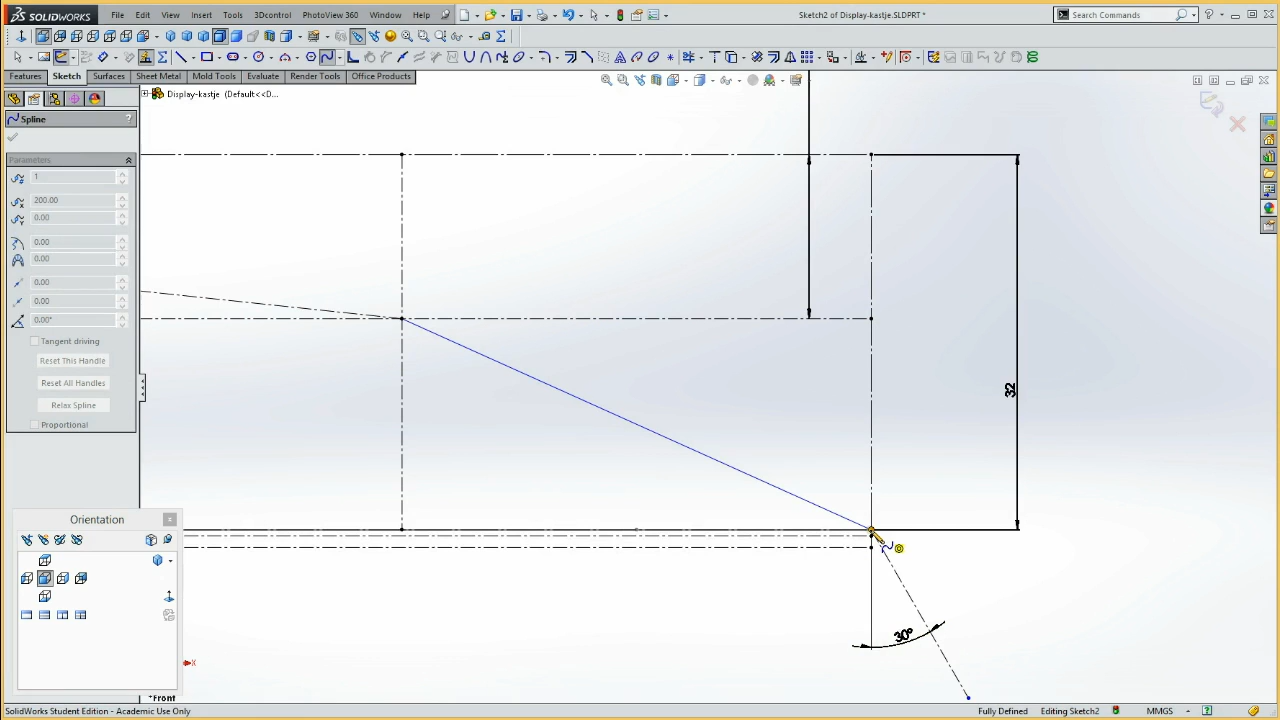 SOLIDWORKS File Edit View Insert Tools 3Dcontrol PhotoView 360 Window Help Sketch2 of Display-kastje.SLDPRT * Search Commands
Features Sketch Surfaces Sheet Metal Mold Tools Evaluate Render Tools Office Products
Display-kastje (Default<<D...
Spline ?
Parameters
1
200.00
0.00
0.00
0.00
0.00
0.00
0.00°
Tangent driving
Reset This Handle
Reset All Handles
Relax Spline
Proportional
32
Orientation
30°
X
*Front
SolidWorks Student Edition - Academic Use Only Fully Defined Editing Sketch2 MMGS